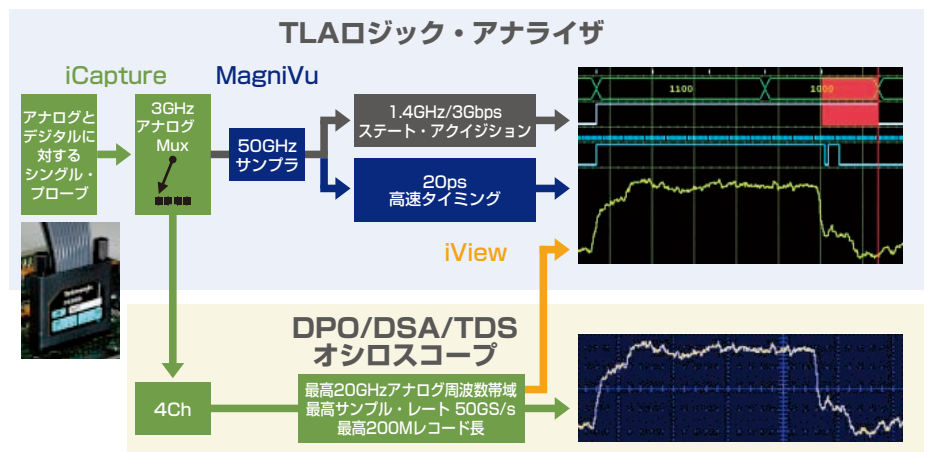 TLAロジック・アナライザ
iCapture
MagniVu
アナログと
デジタルに
対する
シングル・
プローブ
3GHz
アナログ
Mux
50GHz
サンプラ
1.4GHz/3Gbps
ステート・アクイジション
20ps
高速タイミング
1100
1000
iView
Tektronix
DPO/DSA/TDS
オシロスコープ
4Ch
最高20GHzアナログ周波数帯域
最高サンプル・レート 50GS/s
最高200Mレコード長